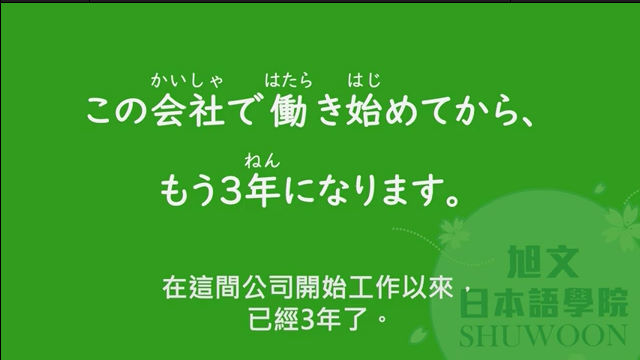 かいしゃ はたら はじ
この会社で働き始めてから、
ねん
もう3年になります。
在這間公司開始工作以來，
已經3年了。
旭文
日本語學院
SHUWOON